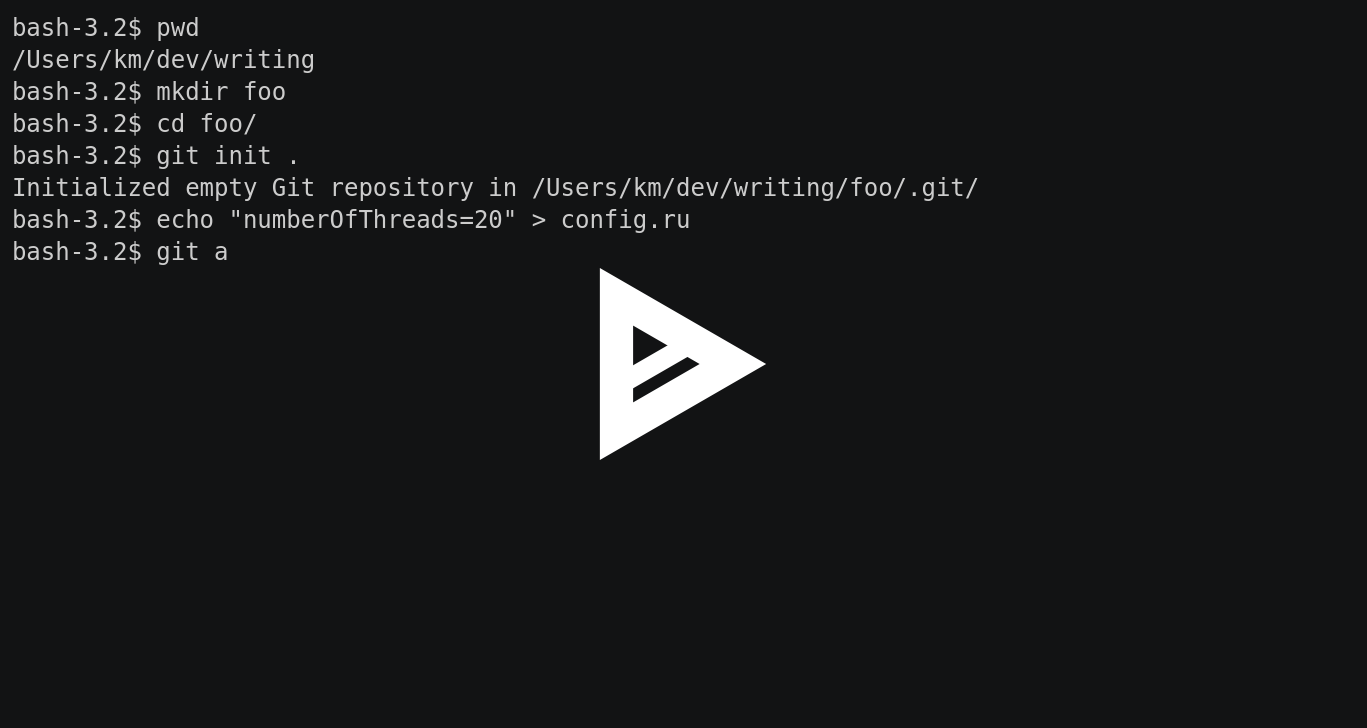 bash-3.2$ pwd
/Users/km/dev/writing
bash-3.2$ mkdir foo
bash-3.2$ cd foo/
bash-3.2$ git init .
Initialized empty Git repository in /Users/km/dev/writing/foo/.git/
bash-3.2$ echo "numberOfThreads=20" > config.ru
bash-3.2$ git a